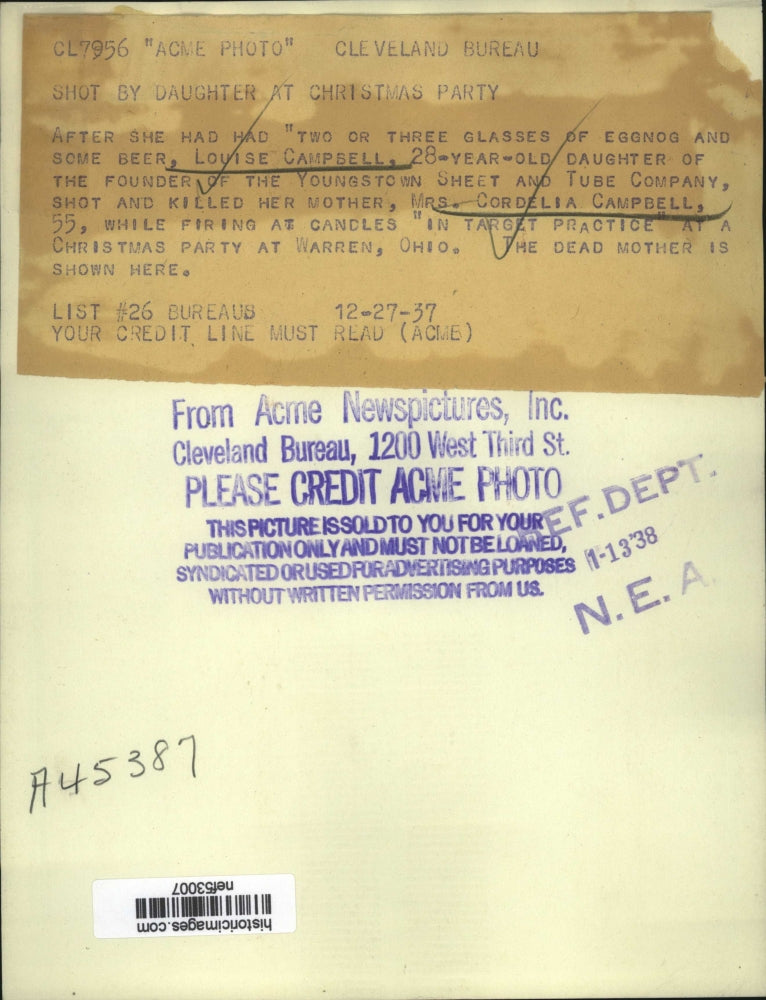 CL7956 "ACME PHOTO" CLEVELAND BUREAU
SHOT BY DAUGHTER AT CHRISTMAS PARTY
AFTER SHE HAD HAD "TWO OR THREE GLASSES OF EGGNOG AND
SOME BEER, LOUISE CAMPBELL, 28-YEAR-OLD DAUGHTER OF
THE FOUNDER OF THE YOUNGSTOWN SHEET AND TUBE COMPANY,
SHOT AND KILLED HER MOTHER, MRS. CORDELIA CAMPBELL,
55, WHILE FIRING AT CANDLES "IN TARGET PRACTICE" AT A
CHRISTMAS PARTY AT WARREN, OHIO. THE DEAD MOTHER IS
SHOWN HERE.
LIST #26 BUREAUS 12-27-37
YOUR CREDIT LINE MUST READ (ACME)
From Acme Newspictures, Inc.
Cleveland Bureau, 1200 West Third St.
PLEASE CREDIT ACME PHOTO
THIS PICTURE IS SOLD TO YOU FOR YOUR
PUBLICATION ONLY AND MUST NOT BE LOANED,
SYNDICATED OR USED FOR ADVERTISING PURPOSES
WITHOUT WRITTEN PERMISSION FROM US.
EF. DEPT.
1-13'38
N. E. A.
A45387
historicimages.com
nef53007